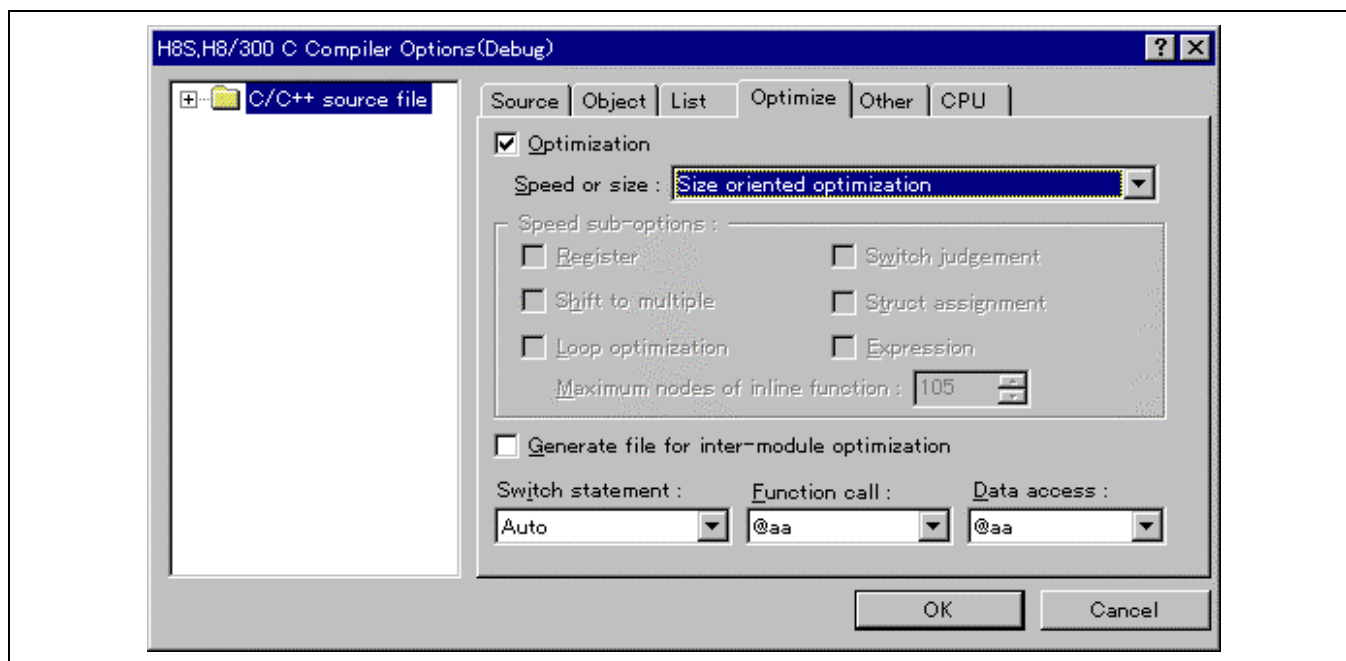 H8S,H8/300 C Compiler Options(Debug)
C/C++ source file
Source Object List Optimize Other CPU
Optimization
Speed or size : Size oriented optimization
Speed sub-options :
Register Switch judgement
Shift to multiple Struct assignment
Loop optimization Expression
Maximum nodes of inline function : 105
Generate file for inter-module optimization
Switch statement : Function call : Data access :
Auto @aa @aa
OK Cancel